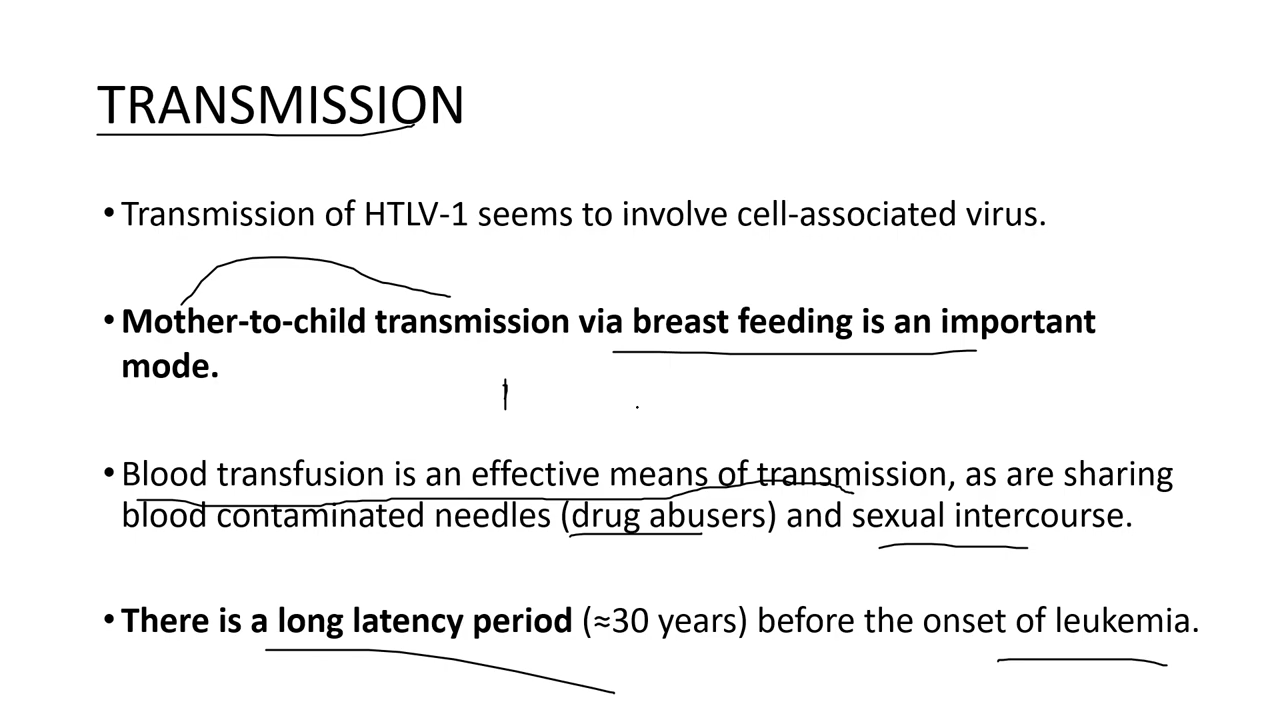 TRANSMISSION
• Transmission of HTLV-1 seems to involve cell-associated virus.
• Mother-to-child transmission via breast feeding is an important
mode.
• Blood transfusion is an effective means of transmission, as are sharing
blood contaminated needles (drug abusers) and sexual intercourse.
• There is a long latency period (≈30 years) before the onset of leukemia.